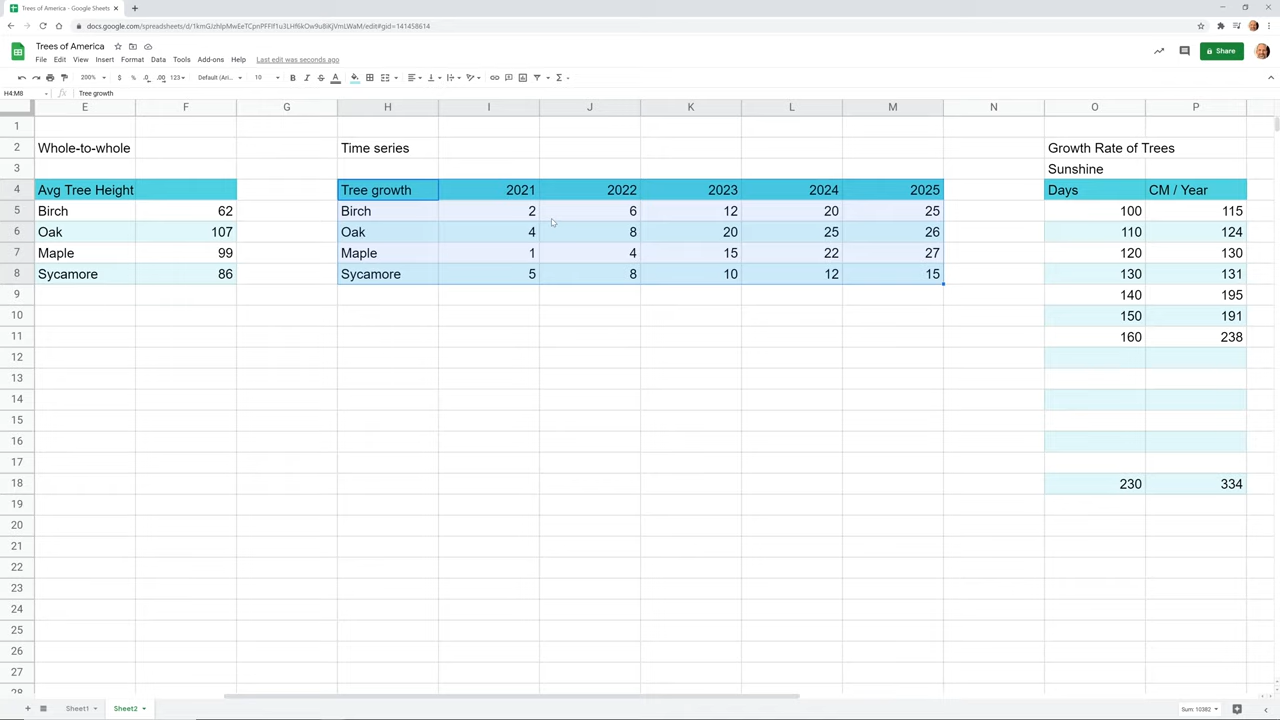 Trees of America - Google Sheets
docs.google.com/spreadsheets/d/
Trees of America
File Edit View Insert Format Data Tools Add-ons Help Last edit was seconds ago
Share
200% $ % .0 .00 123 Default (Ari... 10
H4:M8 Tree growth
E F G H I J K L M N O P
1
2 Whole-to-whole Time series Growth Rate of Trees
3 Sunshine
4 Avg Tree Height Tree growth 2021 2022 2023 2024 2025 Days CM / Year
5 Birch 62 Birch 2 6 12 20 25 100 115
6 Oak 107 Oak 4 8 20 25 26 110 124
7 Maple 99 Maple 1 4 15 22 27 120 130
8 Sycamore 86 Sycamore 5 8 10 12 15 130 131
9 140 195
10 150 191
11 160 238
12
13
14
15
16
17
18 230 334
19
20
21
22
23
24
25
26
27
28
Sheet1 Sheet2 Sum: 10382